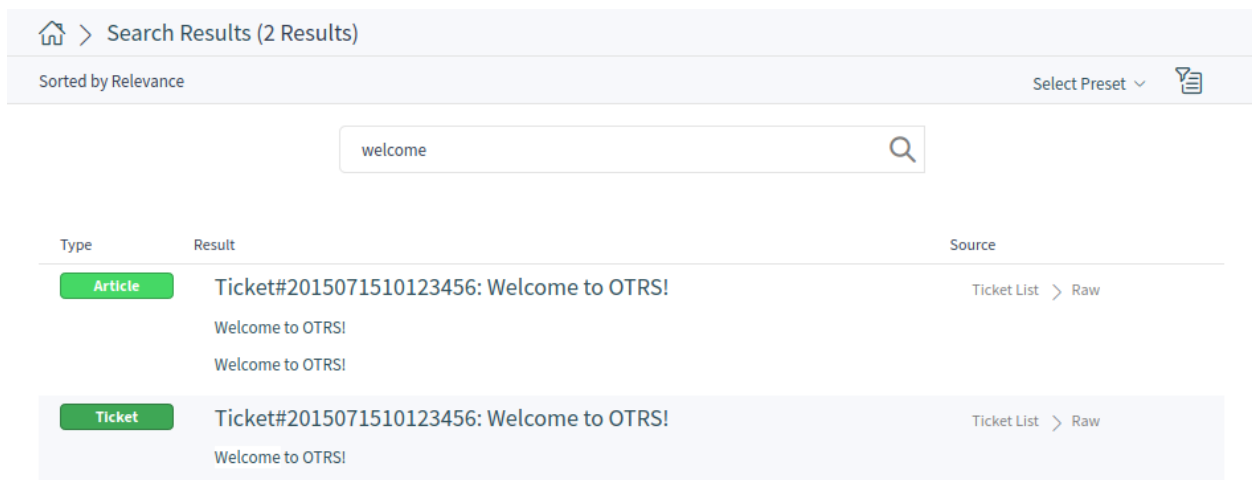 Search Results (2 Results)
Sorted by Relevance
Select Preset
welcome
Type Result Source
Article Ticket#2015071510123456: Welcome to OTRS! Ticket List Raw
Welcome to OTRS!
Welcome to OTRS!
Ticket Ticket#2015071510123456: Welcome to OTRS! Ticket List Raw
Welcome to OTRS!